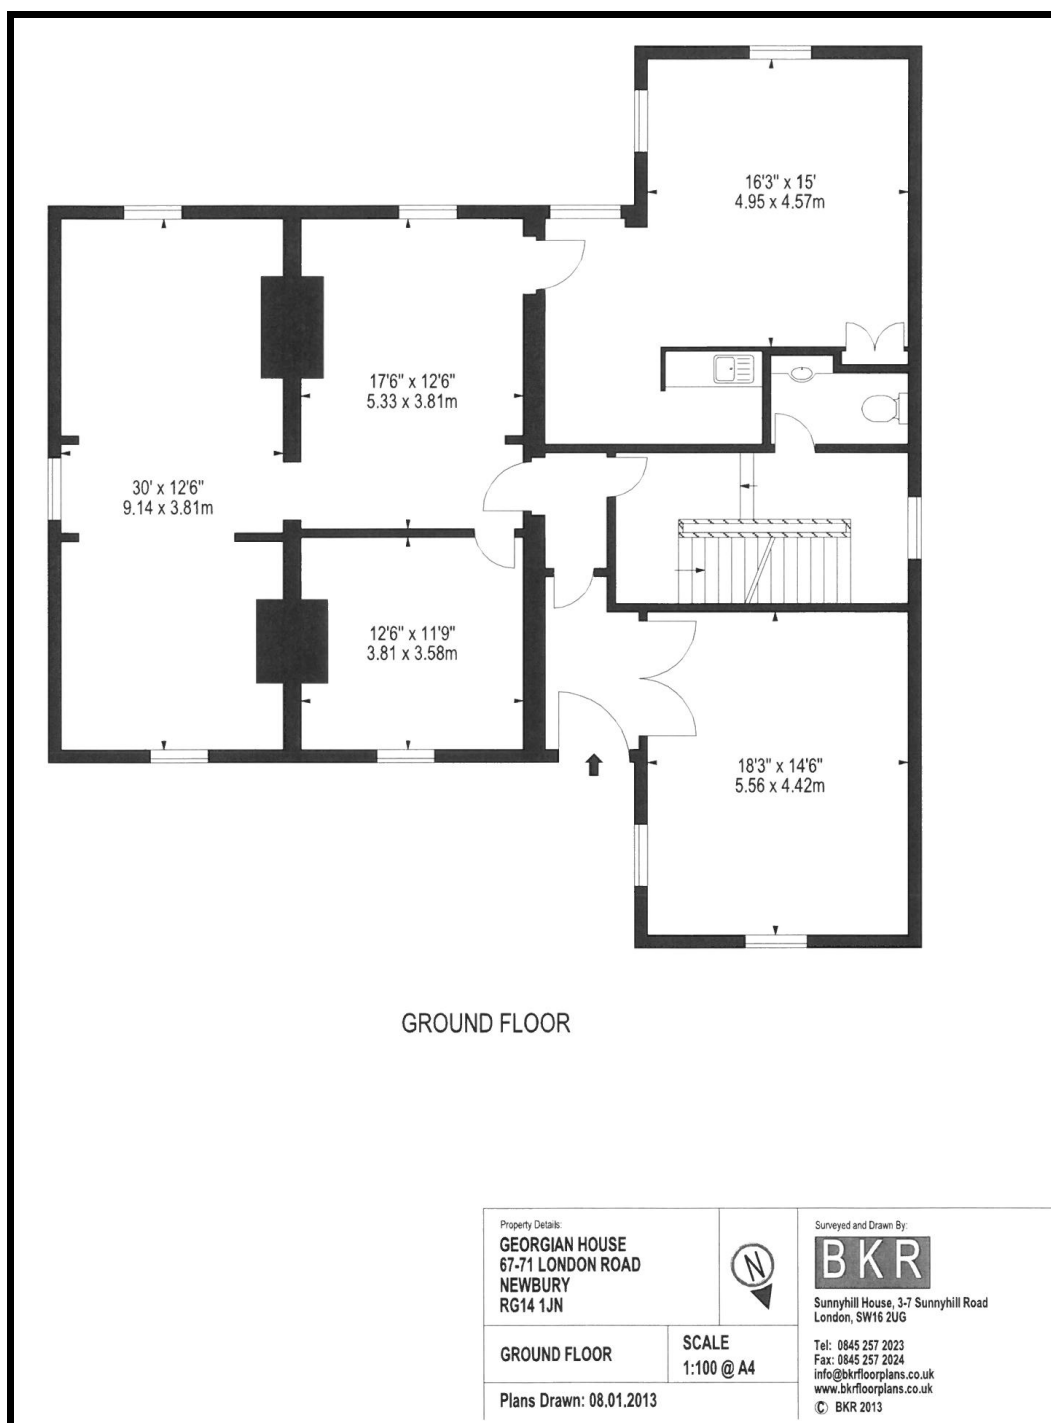 16'3" x 15'
4.95 x 4.57m
17'6" x 12'6"
5.33 x 3.81m
30' x 12'6"
9.14 x 3.81m
12'6" x 11'9"
3.81 x 3.58m
18'3" x 14'6"
5.56 x 4.42m
GROUND FLOOR
Property Details:
GEORGIAN HOUSE
67-71 LONDON ROAD
NEWBURY
RG14 1JN
N
GROUND FLOOR
SCALE
1:100 @ A4
Plans Drawn: 08.01.2013
Surveyed and Drawn By:
BKR
Sunnyhill House, 3-7 Sunnyhill Road
London, SW16 2UG
Tel: 0845 257 2023
Fax: 0845 257 2024
info@bkrfloorplans.co.uk
www.bkrfloorplans.co.uk
© BKR 2013